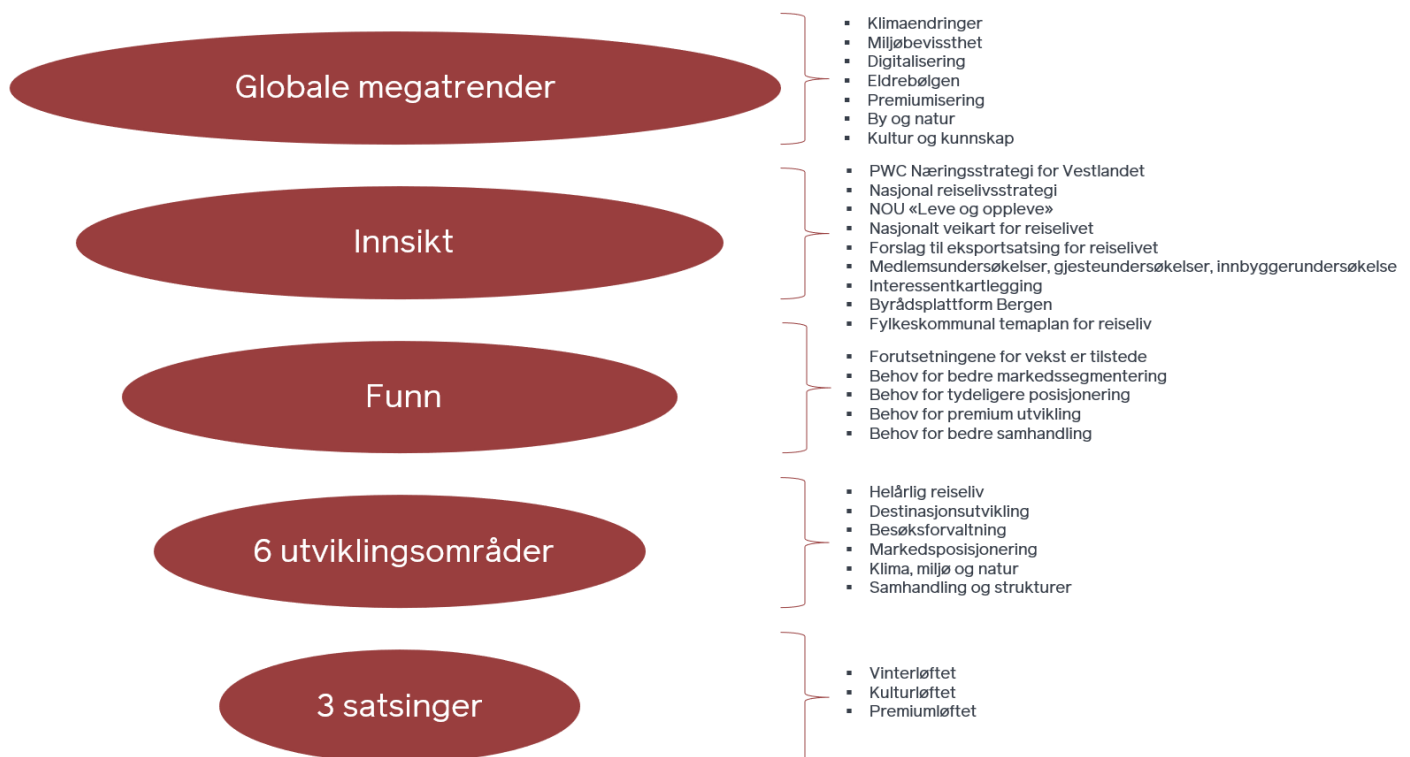 Globale megatrender
▪ Klimaendringer
▪ Miljøbevissthet
▪ Digitalisering
▪ Eldrebølgen
▪ Premiumisering
▪ By og natur
▪ Kultur og kunnskap
Innsikt
▪ PWC Næringsstrategi for Vestlandet
▪ Nasjonal reiselivsstrategi
▪ NOU «Leve og oppleve»
▪ Nasjonalt veikart for reiselivet
▪ Forslag til eksportsatsing for reiselivet
▪ Medlemsundersøkelser, gjesteundersøkelser, innbyggerundersøkelse
▪ Interessentkartlegging
▪ Byrådsplattform Bergen
▪ Fylkeskommunal temaplan for reiseliv
Funn
▪ Forutsetningene for vekst er tilstede
▪ Behov for bedre markedssegmentering
▪ Behov for tydeligere posisjonering
▪ Behov for premium utvikling
▪ Behov for bedre samhandling
6 utviklingsområder
▪ Helårlig reiseliv
▪ Destinasjonsutvikling
▪ Besøksforvaltning
▪ Markedsposisjonering
▪ Klima, miljø og natur
▪ Samhandling og strukturer
3 satsinger
▪ Vinterløftet
▪ Kulturløftet
▪ Premiumløftet